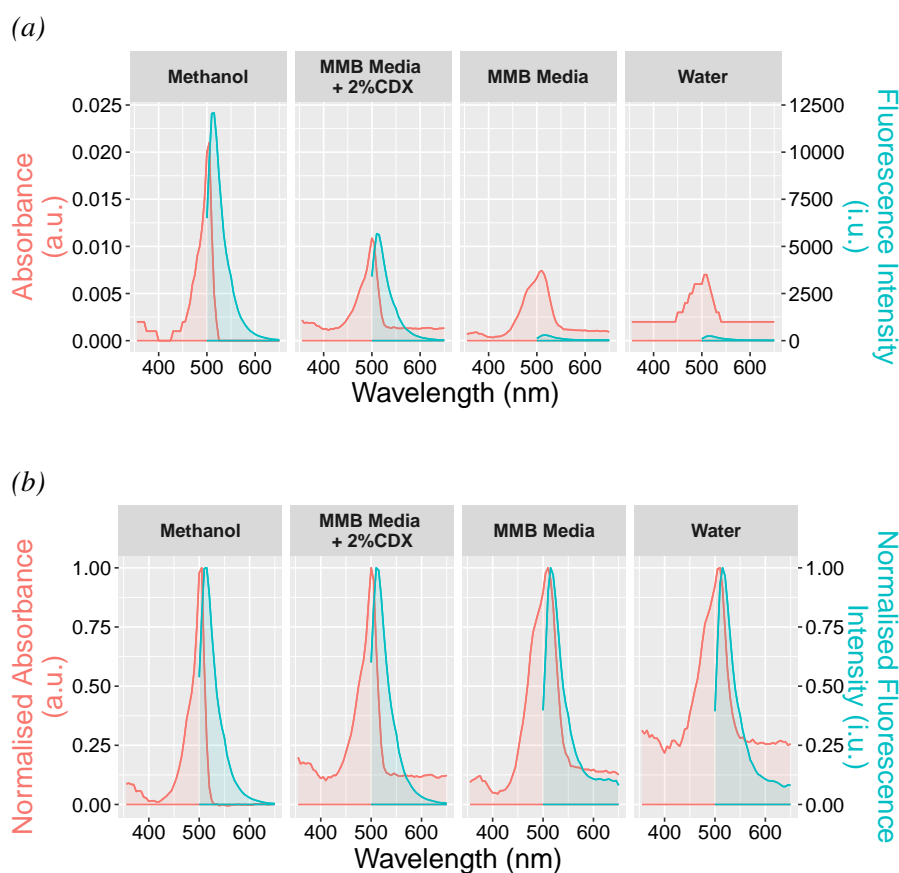 (a)
Methanol
MMB Media
+ 2%CDX
MMB Media
Water
Absorbance
(a.u.)
0.025
0.020
0.015
0.010
0.005
0.000
12500
10000
7500
5000
2500
0
Fluorescence Intensity
(i.u.)
400 500 600 400 500 600 400 500 600 400 500 600
Wavelength (nm)
(b)
Methanol
MMB Media
+ 2%CDX
MMB Media
Water
Normalised Absorbance
(a.u.)
1.00
0.75
0.50
0.25
0.00
1.00
0.75
0.50
0.25
0.00
Normalised Fluorescence
Intensity (i.u.)
400 500 600 400 500 600 400 500 600 400 500 600
Wavelength (nm)